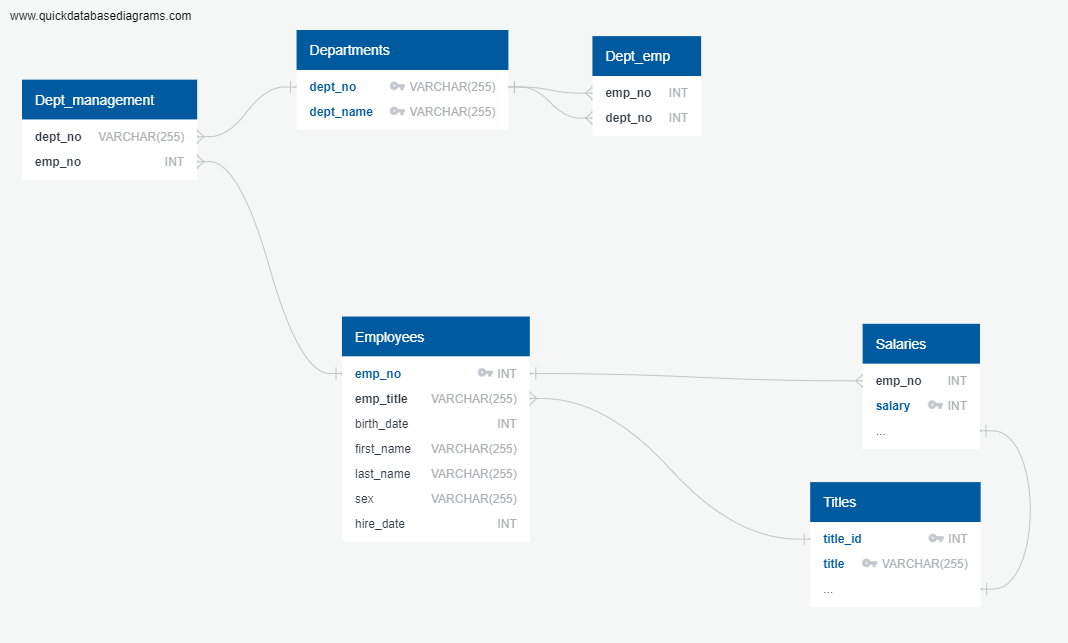 www.quickdatabasediagrams.com
Departments
dept_no VARCHAR(255)
dept_name VARCHAR(255)
Dept_emp
emp_no INT
dept_no INT
Dept_management
dept_no VARCHAR(255)
emp_no INT
Employees
emp_no INT
emp_title VARCHAR(255)
birth_date INT
first_name VARCHAR(255)
last_name VARCHAR(255)
sex VARCHAR(255)
hire_date INT
Salaries
emp_no INT
salary INT
...
Titles
title_id INT
title VARCHAR(255)
...